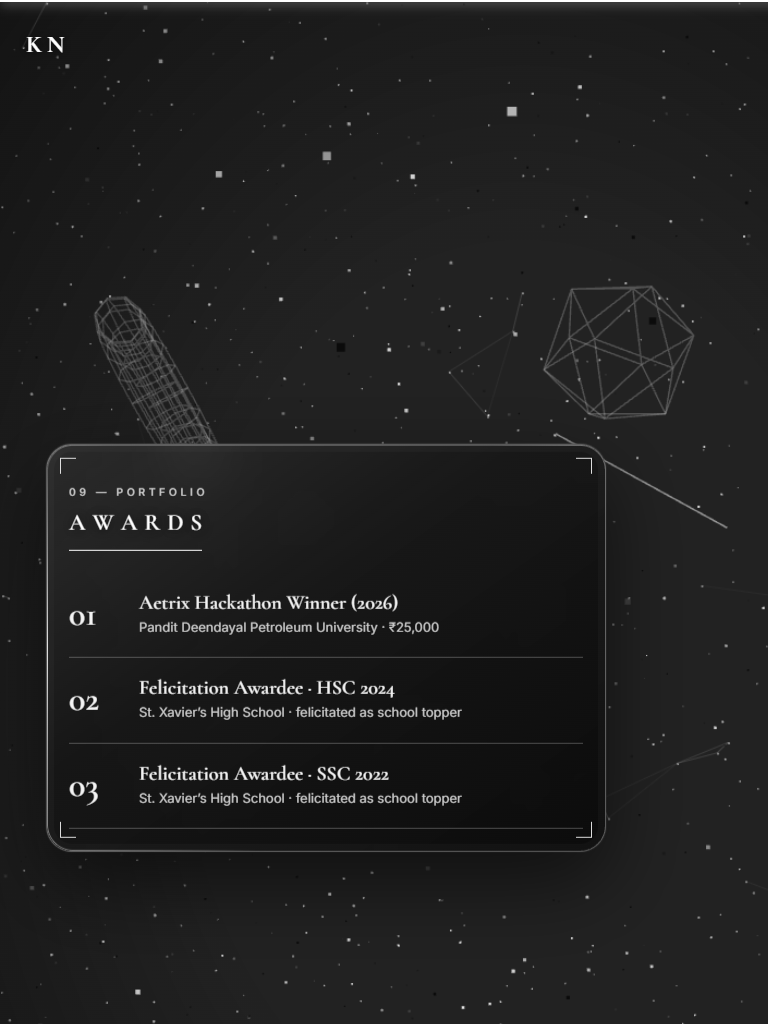 KN
09 — PORTFOLIO
AWARDS
01
Aetrix Hackathon Winner (2026)
Pandit Deendayal Petroleum University · ₹25,000
02
Felicitation Awardee · HSC 2024
St. Xavier’s High School · felicitated as school topper
03
Felicitation Awardee · SSC 2022
St. Xavier’s High School · felicitated as school topper